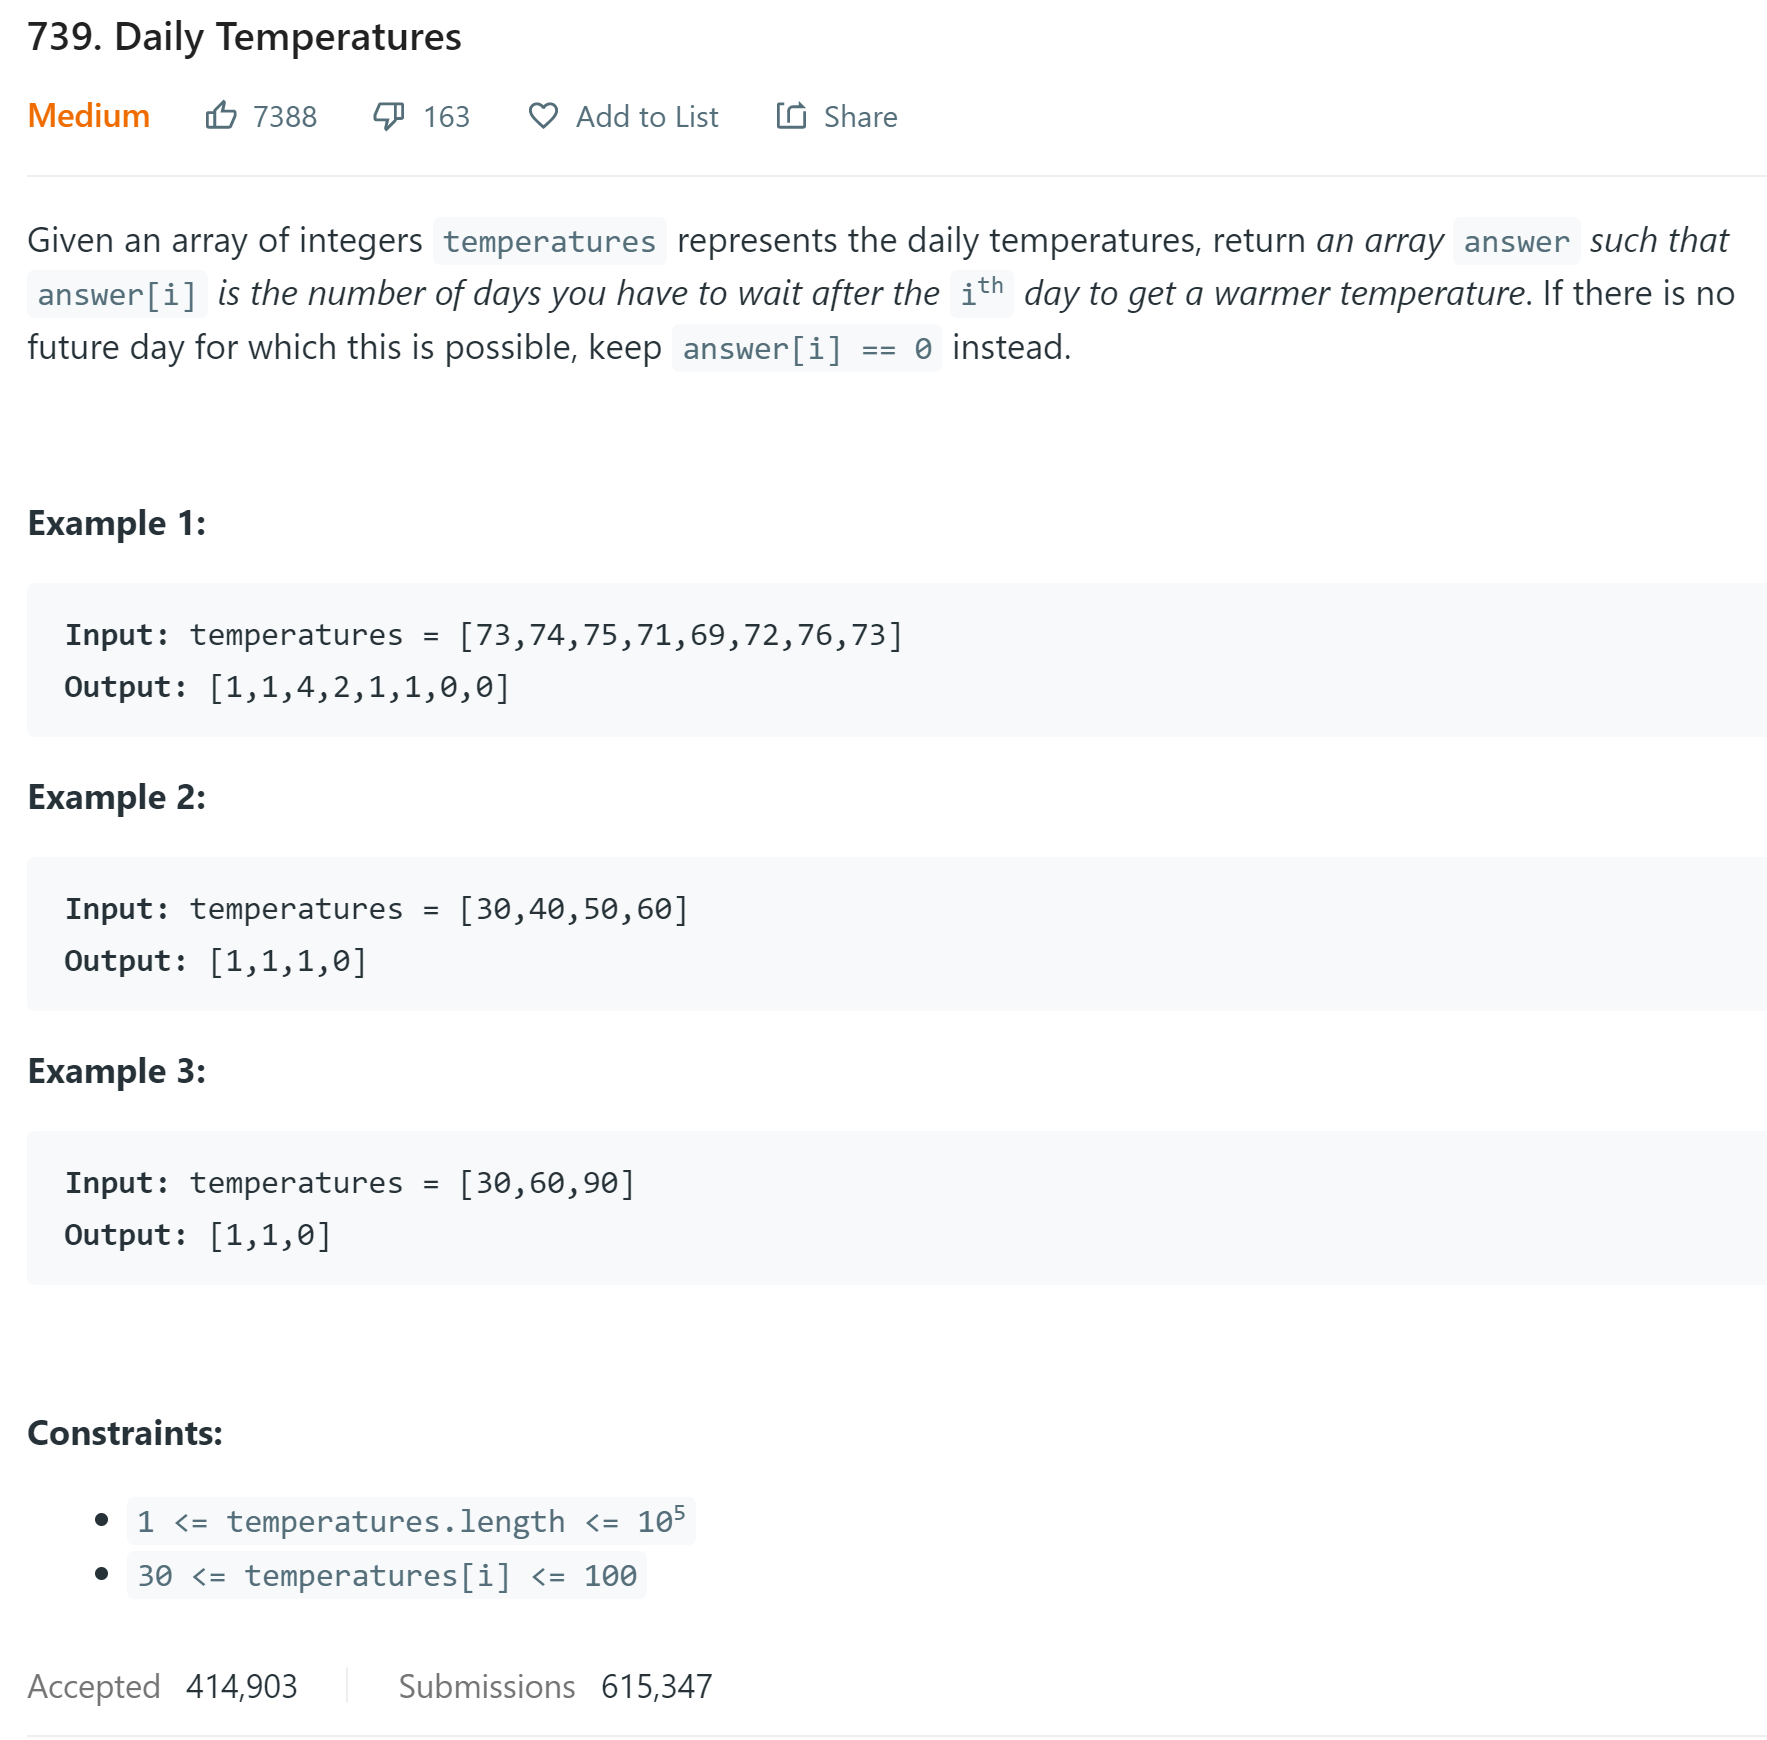 739. Daily Temperatures
Medium 7388 163 Add to List Share
Given an array of integers temperatures represents the daily temperatures, return an array answer such that
answer[i] is the number of days you have to wait after the iᵗʰ day to get a warmer temperature. If there is no
future day for which this is possible, keep answer[i] == 0 instead.
Example 1:
Input: temperatures = [73,74,75,71,69,72,76,73]
Output: [1,1,4,2,1,1,0,0]
Example 2:
Input: temperatures = [30,40,50,60]
Output: [1,1,1,0]
Example 3:
Input: temperatures = [30,60,90]
Output: [1,1,0]
Constraints:
• 1 <= temperatures.length <= 10⁵
• 30 <= temperatures[i] <= 100
Accepted 414,903 Submissions 615,347